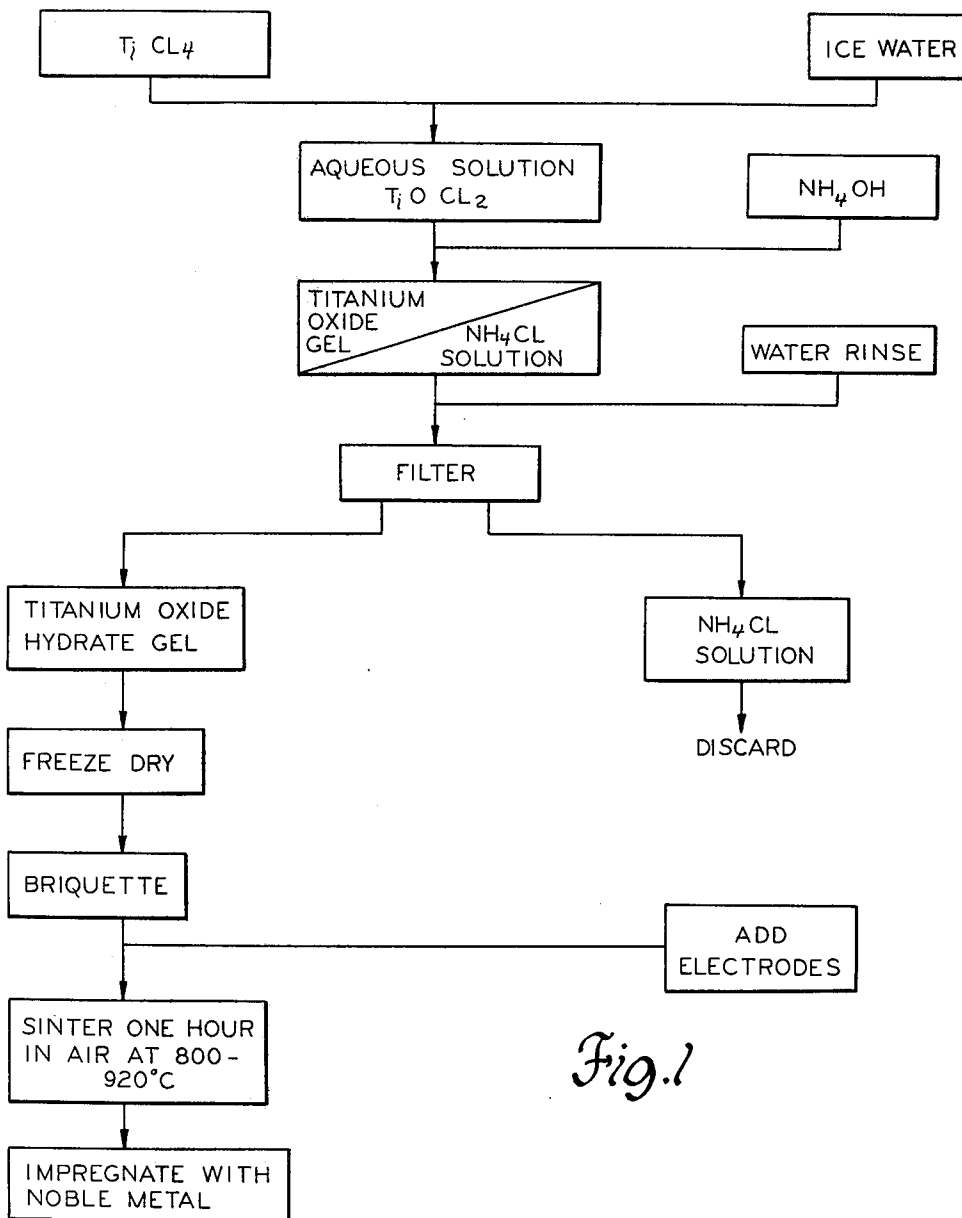 Ti CL4
ICE WATER
AQUEOUS SOLUTION
Ti O CL2
NH4OH
TITANIUM
OXIDE
GEL
NH4CL
SOLUTION
WATER RINSE
FILTER
TITANIUM OXIDE
HYDRATE GEL
NH4CL
SOLUTION
FREEZE DRY
DISCARD
BRIQUETTE
ADD
ELECTRODES
SINTER ONE HOUR
IN AIR AT 800-
920°C
Fig.1
IMPREGNATE WITH
NOBLE METAL